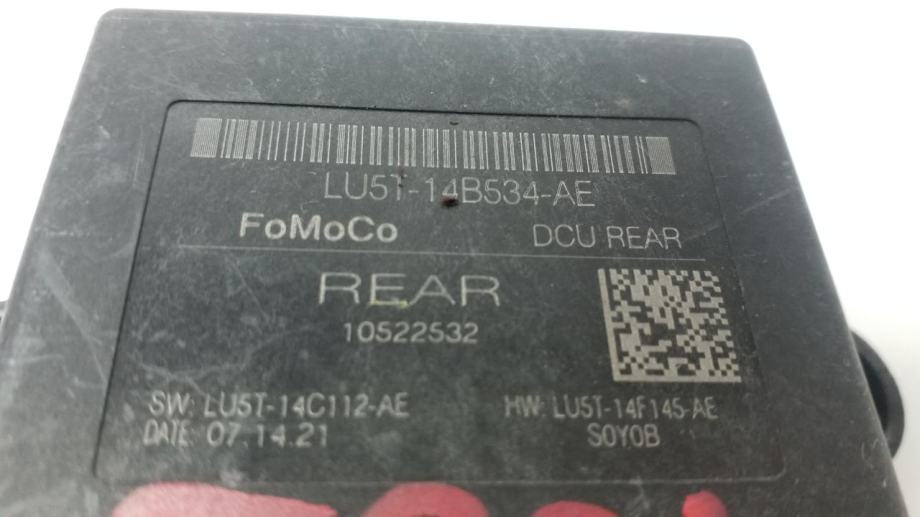 LU5T-14B534-AE
FoMoCo DCU REAR
REAR
10522532
SW: LU5T-14C112-AE HW: LU5T-14F145-AE
DATE: 07.14.21 S0Y0B